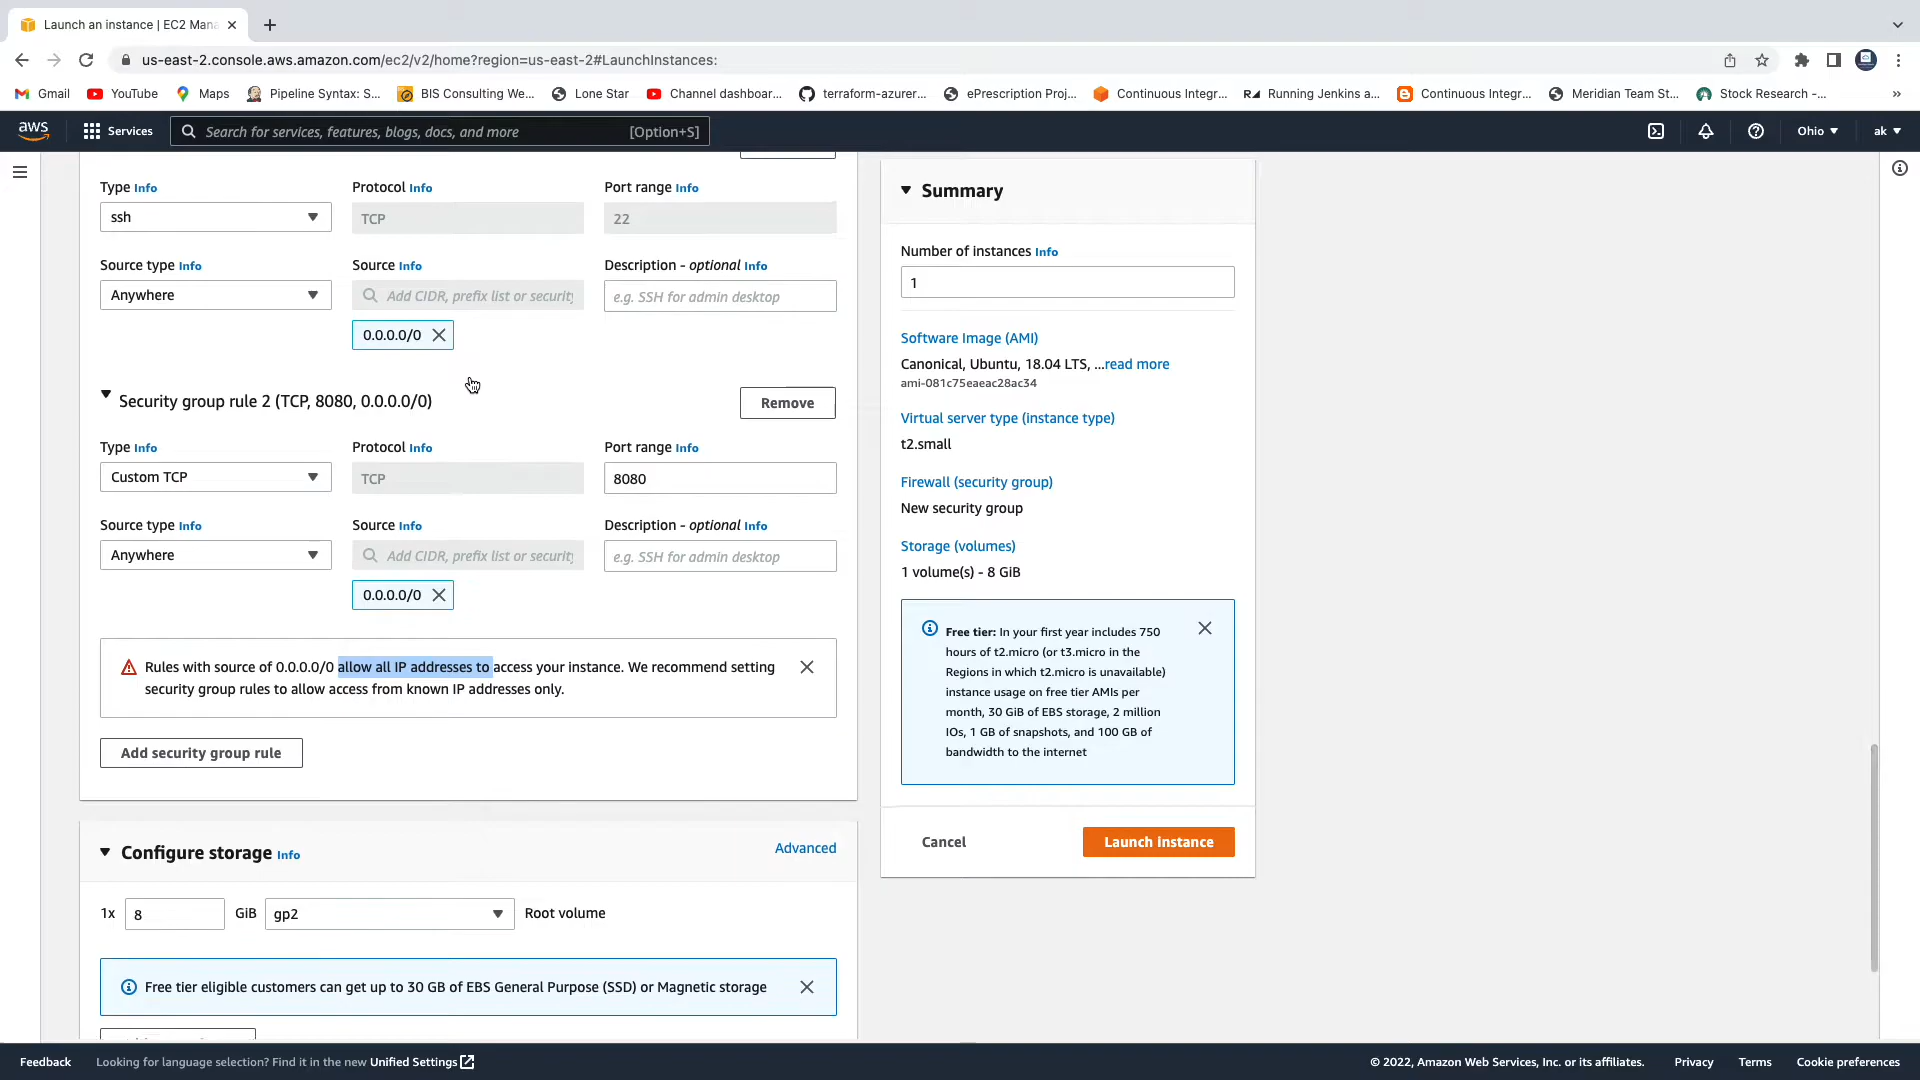 Launch an instance | EC2 Mana
us-east-2.console.aws.amazon.com/ec2/v2/home?region=us-east-2#LaunchInstances:
Gmail YouTube Maps Pipeline Syntax: S... BIS Consulting We... Lone Star Channel dashboar... terraform-azurer... ePrescription Proj... Continuous Integr... Running Jenkins a... Continuous Integr... Meridian Team St... Stock Research -... »
aws Services Search for services, features, blogs, docs, and more [Option+S] Ohio ak
Type Info Protocol Info Port range Info
ssh TCP 22
Source type Info Source Info Description - optional Info
Anywhere Add CIDR, prefix list or security e.g. SSH for admin desktop
0.0.0.0/0
Security group rule 2 (TCP, 8080, 0.0.0.0/0) Remove
Type Info Protocol Info Port range Info
Custom TCP TCP 8080
Source type Info Source Info Description - optional Info
Anywhere Add CIDR, prefix list or security e.g. SSH for admin desktop
0.0.0.0/0
Rules with source of 0.0.0.0/0 allow all IP addresses to access your instance. We recommend setting
security group rules to allow access from known IP addresses only.
Add security group rule
Configure storage Info Advanced
1x 8 GiB gp2 Root volume
Free tier eligible customers can get up to 30 GB of EBS General Purpose (SSD) or Magnetic storage
Summary
Number of instances Info
1
Software Image (AMI)
Canonical, Ubuntu, 18.04 LTS, ...read more
ami-081c75eaeac28ac34
Virtual server type (instance type)
t2.small
Firewall (security group)
New security group
Storage (volumes)
1 volume(s) - 8 GiB
Free tier: In your first year includes 750
hours of t2.micro (or t3.micro in the
Regions in which t2.micro is unavailable)
instance usage on free tier AMIs per
month, 30 GiB of EBS storage, 2 million
IOs, 1 GB of snapshots, and 100 GB of
bandwidth to the internet
Cancel Launch instance
Feedback Looking for language selection? Find it in the new Unified Settings © 2022, Amazon Web Services, Inc. or its affiliates. Privacy Terms Cookie preferences